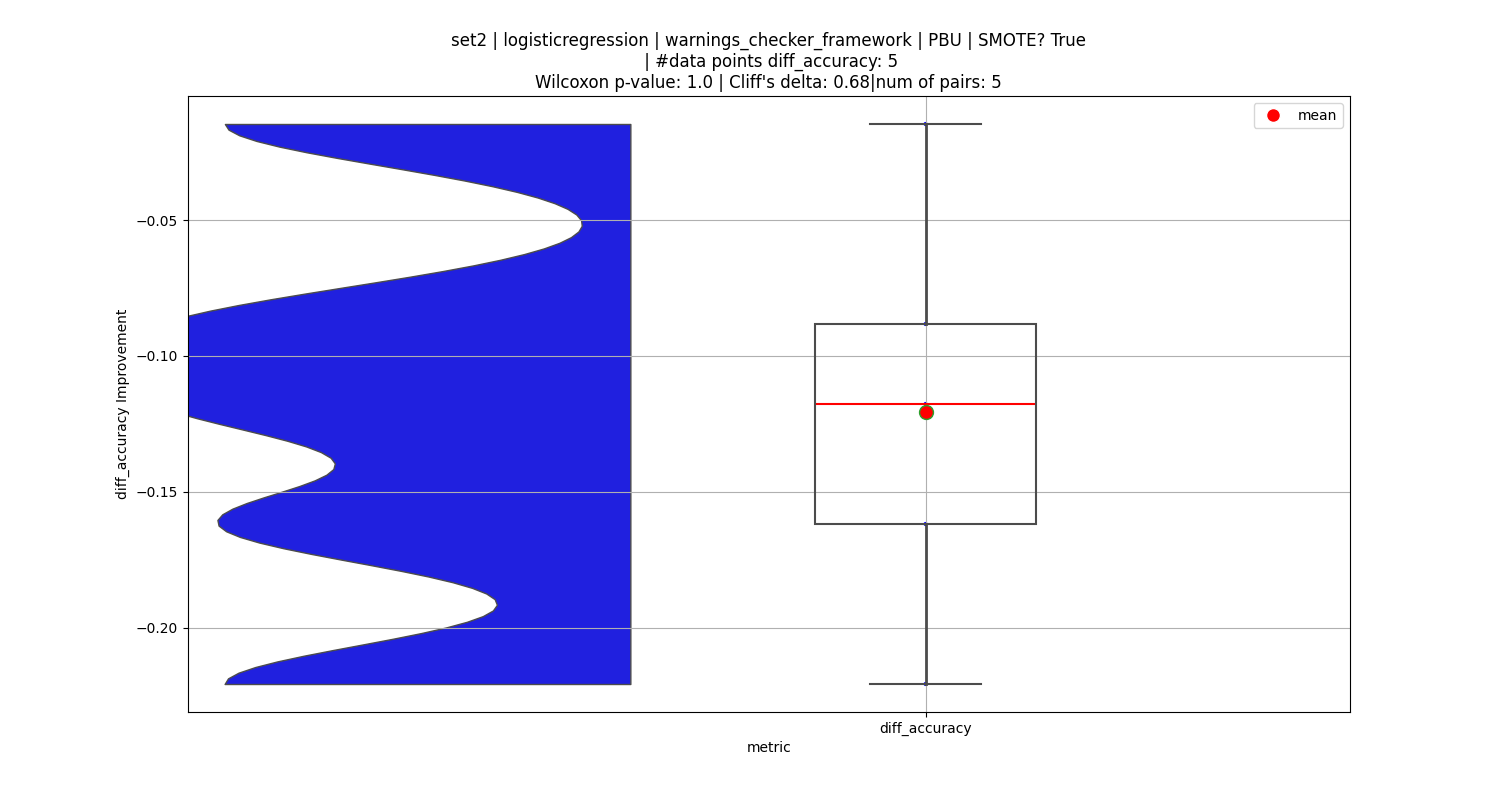 set2 | logisticregression | warnings_checker_framework | PBU | SMOTE? True
| #data points diff_accuracy: 5
Wilcoxon p-value: 1.0 | Cliff's delta: 0.68|num of pairs: 5
mean
−0.05
−0.10
−0.15
−0.20
diff_accuracy Improvement
diff_accuracy
metric